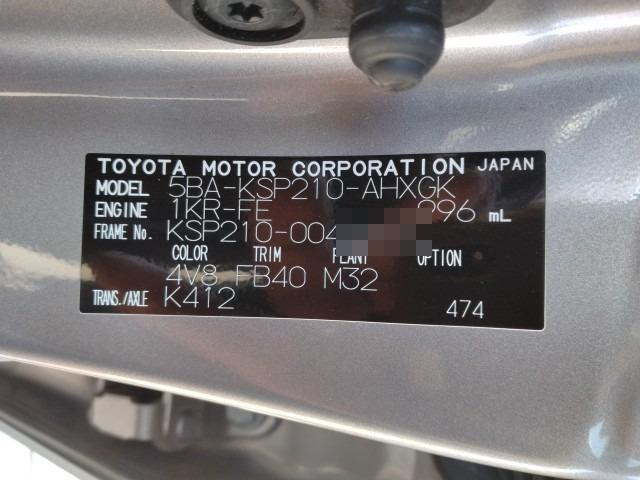 TOYOTA MOTOR CORPORATION JAPAN
MODEL 5BA-KSP210-AHXGK
ENGINE 1KR-FE 996 mL
FRAME No. KSP210-004
COLOR TRIM PLANT OPTION
4V8 FB40 M32
TRANS./AXLE K412
474